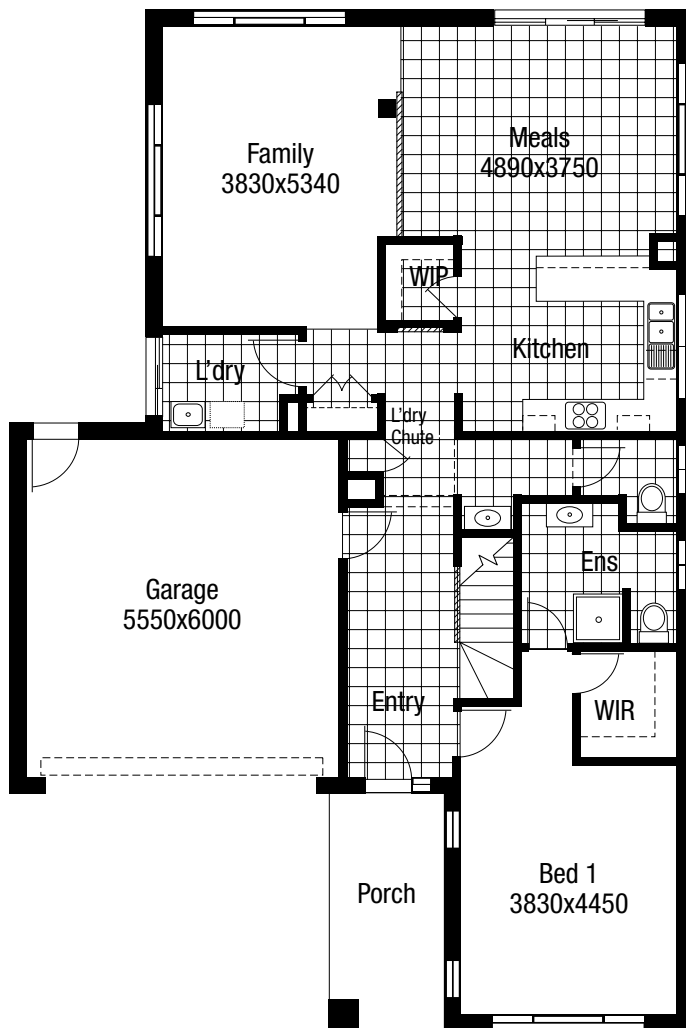 Family
3830x5340
Meals
4890x3750
WIP
Kitchen
L'dry
L'dry
Chute
Garage
5550x6000
Ens
Entry
WIR
Porch
Bed 1
3830x4450